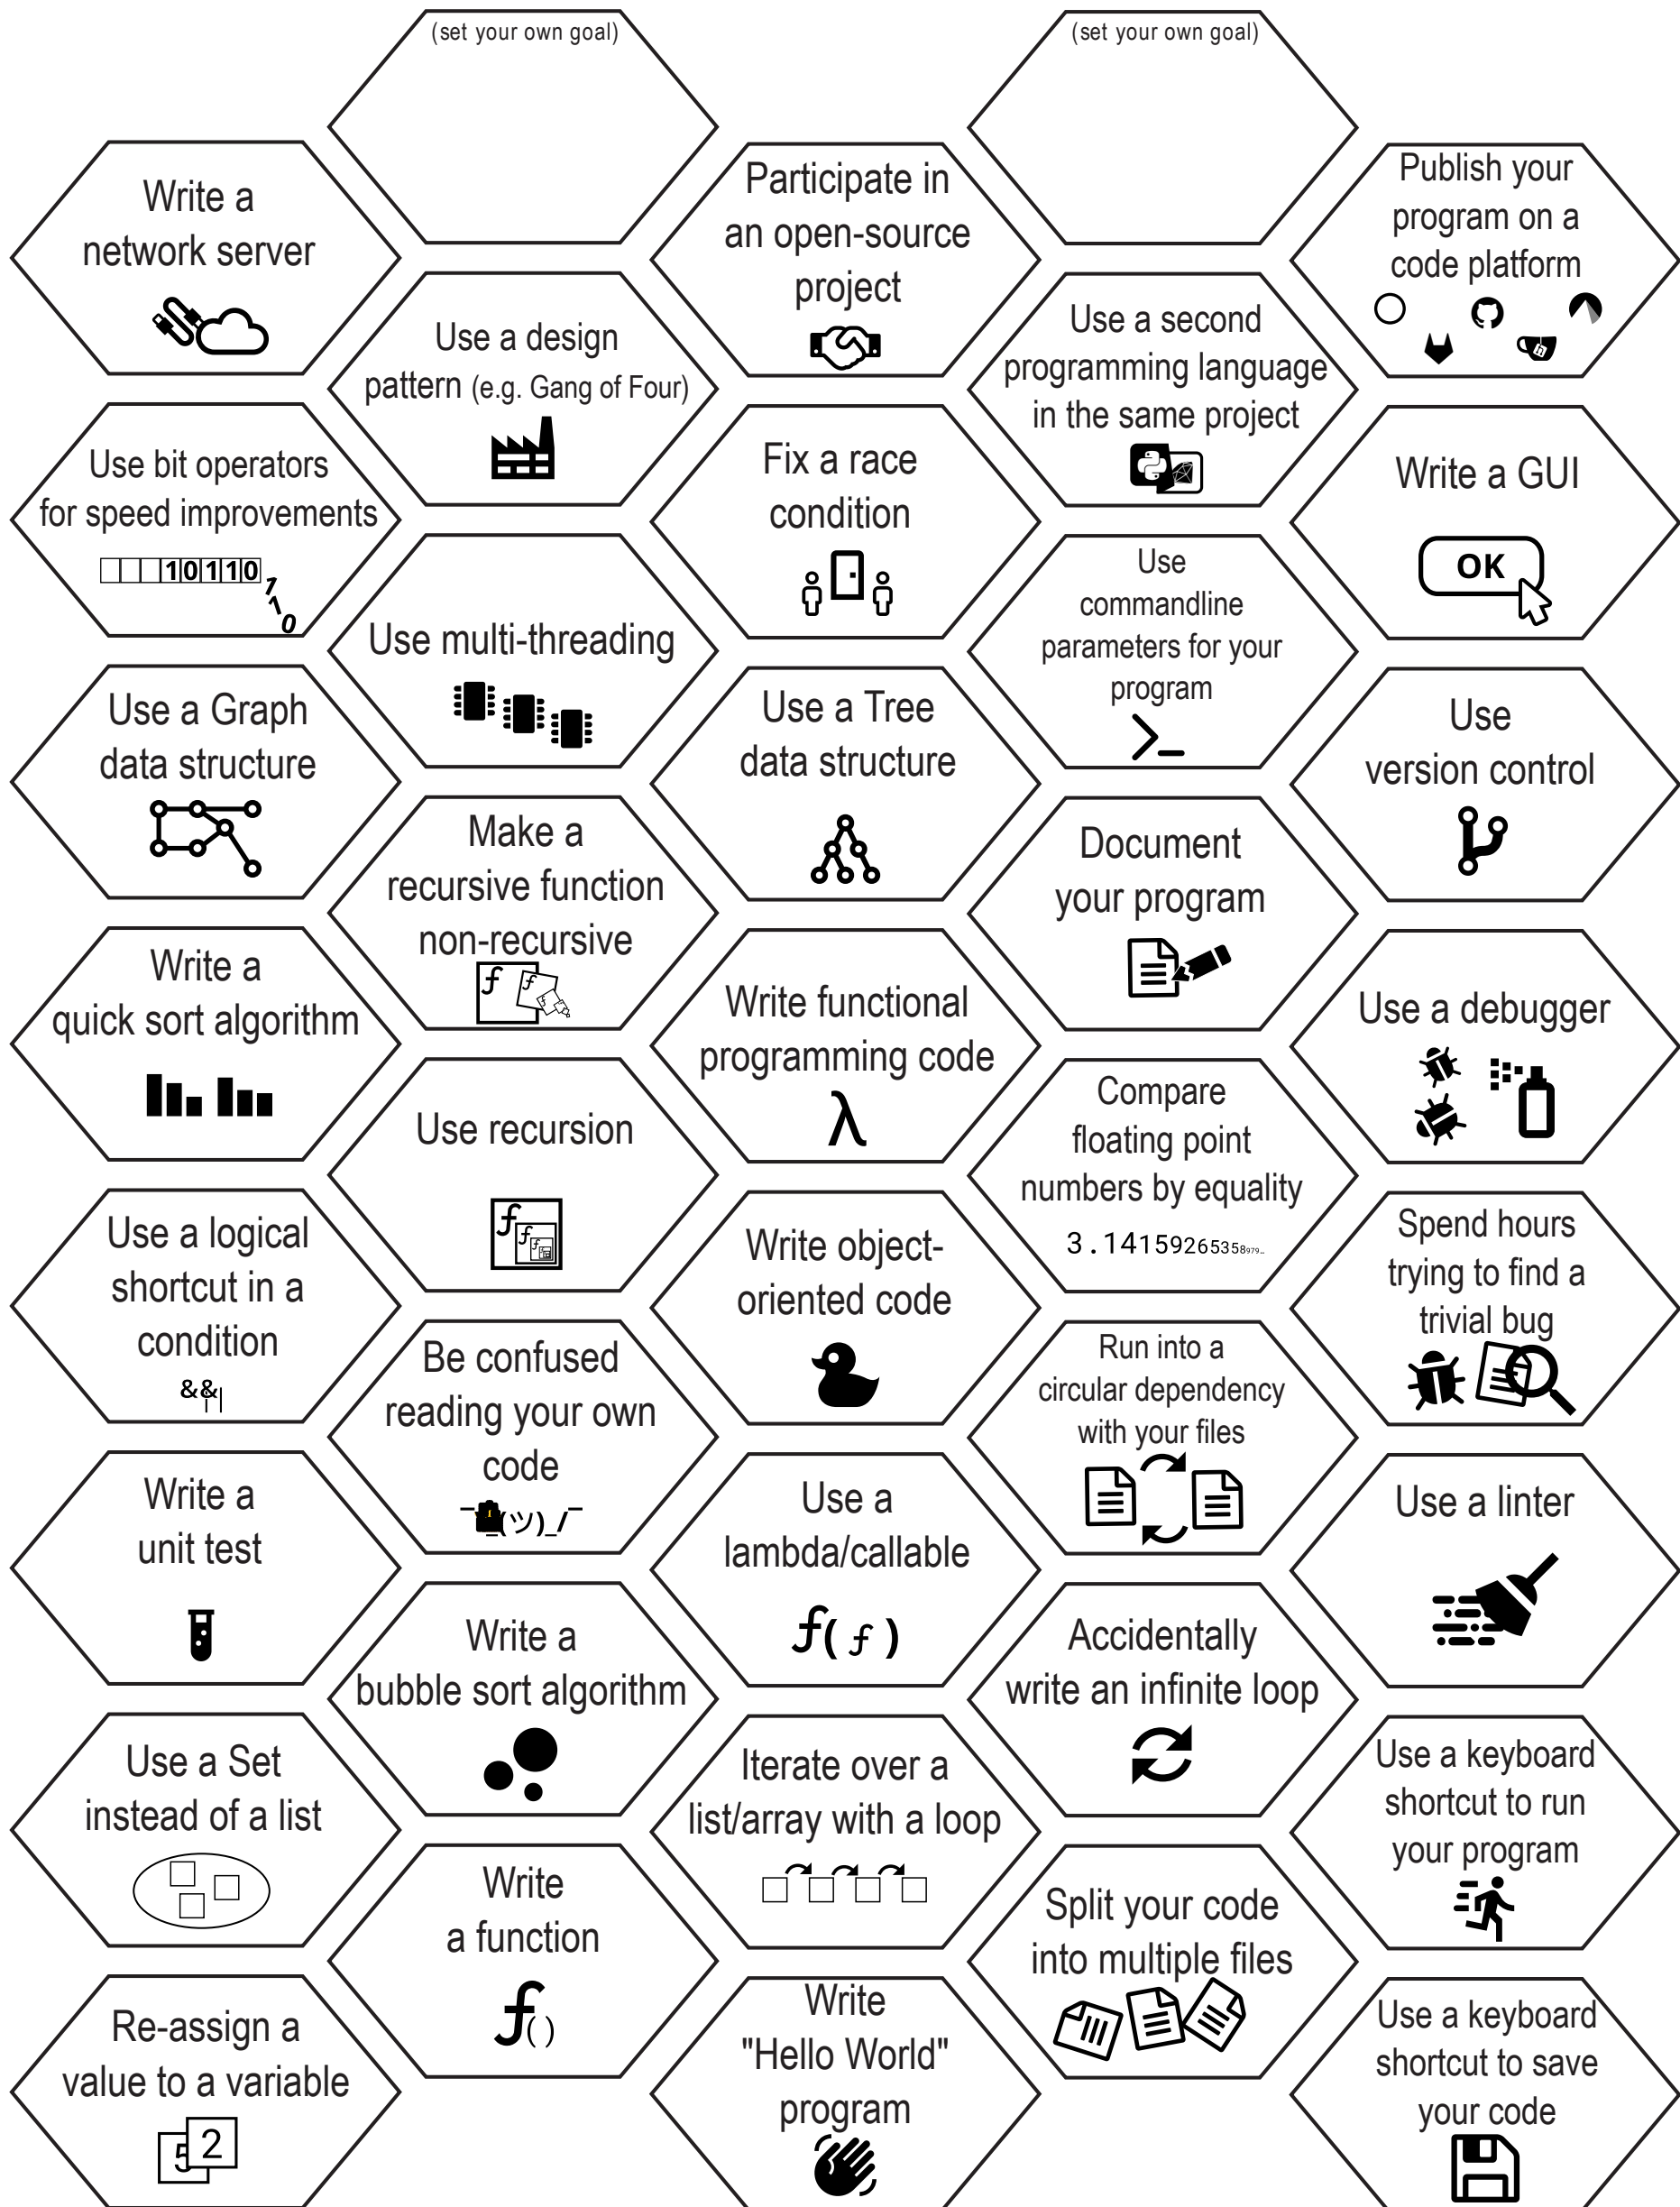 (set your own goal)
(set your own goal)
Write a
network server
Participate in
an open-source
project
Publish your
program on a
code platform
Use a design
pattern (e.g. Gang of Four)
Use a second
programming language
in the same project
Use bit operators
for speed improvements
10110
1
1
0
Fix a race
condition
Write a GUI
OK
Use multi-threading
Use
commandline
parameters for your
program
>_
Use a Graph
data structure
Use a Tree
data structure
Use
version control
Make a
recursive function
non-recursive
f f
Document
your program
Write a
quick sort algorithm
Write functional
programming code
λ
Use a debugger
Use recursion
f f f
Compare
floating point
numbers by equality
3.14159265358979…
Use a logical
shortcut in a
condition
&&||
Write object-
oriented code
Spend hours
trying to find a
trivial bug
Be confused
reading your own
code
¯\_(ツ)_/¯
Run into a
circular dependency
with your files
Write a
unit test
Use a
lambda/callable
f( f )
Use a linter
Write a
bubble sort algorithm
Accidentally
write an infinite loop
Use a Set
instead of a list
Iterate over a
list/array with a loop
Use a keyboard
shortcut to run
your program
Write
a function
f()
Split your code
into multiple files
Re-assign a
value to a variable
5 2
Write
"Hello World"
program
Use a keyboard
shortcut to save
your code